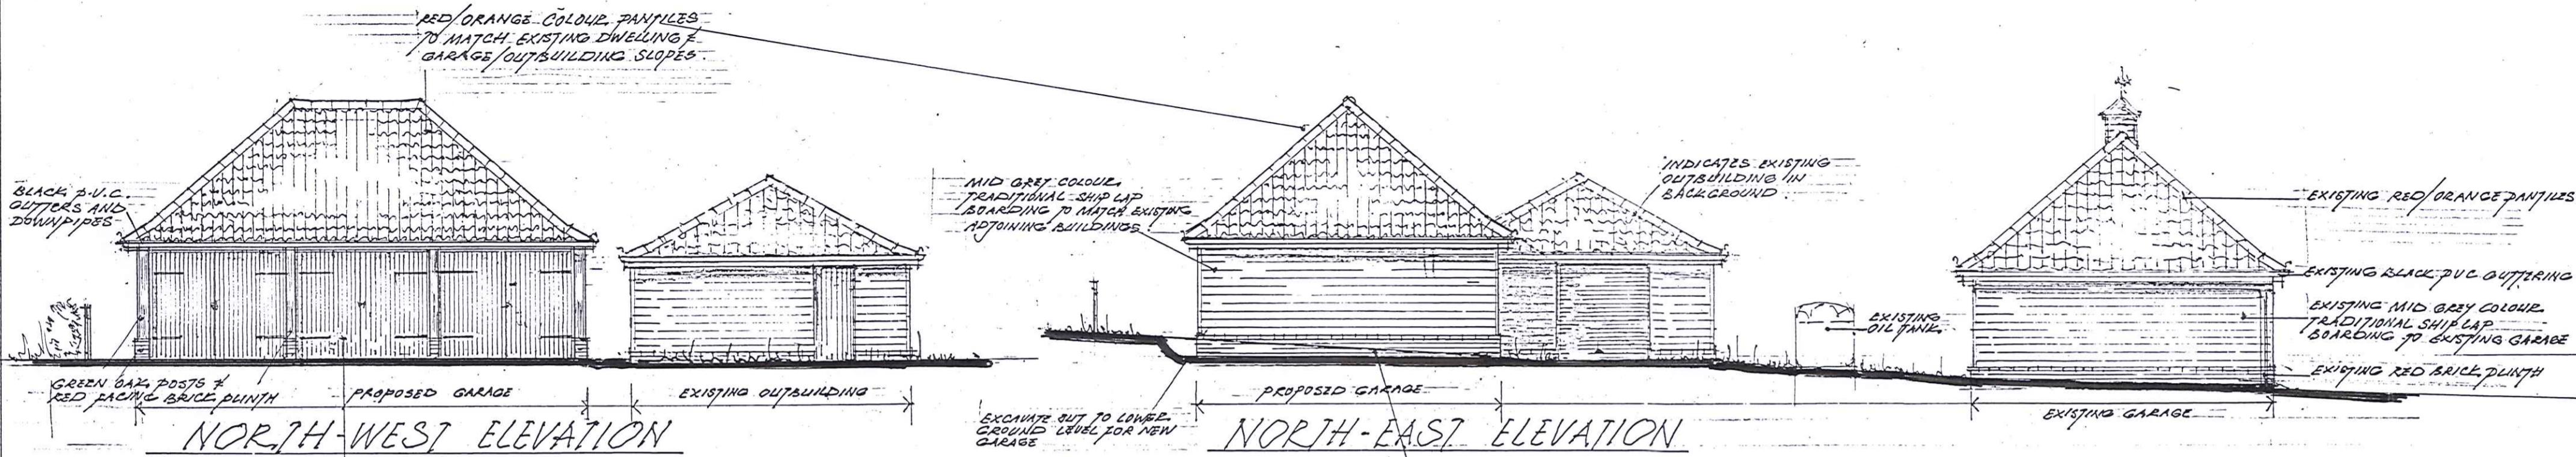 RED/ORANGE COLOUR PANTILES
TO MATCH EXISTING DWELLING &
GARAGE/OUTBUILDING SLOPES.
BLACK P.V.C.
GUTTERS AND
DOWNPIPES
GREEN OAK POSTS &
RED FACING BRICK PLINTH
PROPOSED GARAGE
EXISTING OUTBUILDING
NORTH-WEST ELEVATION
MID GREY COLOUR
TRADITIONAL SHIP LAP
BOARDING TO MATCH EXISTING
ADJOINING BUILDINGS
INDICATES EXISTING
OUTBUILDING IN
BACKGROUND.
EXISTING
OIL TANK
EXCAVATE OUT TO LOWER
GROUND LEVEL FOR NEW
GARAGE
PROPOSED GARAGE
NORTH-EAST ELEVATION
EXISTING RED/ORANGE PANTILES
EXISTING BLACK PVC GUTTERING
EXISTING MID GREY COLOUR
TRADITIONAL SHIP LAP
BOARDING TO EXISTING GARAGE
EXISTING RED BRICK PLINTH
EXISTING GARAGE